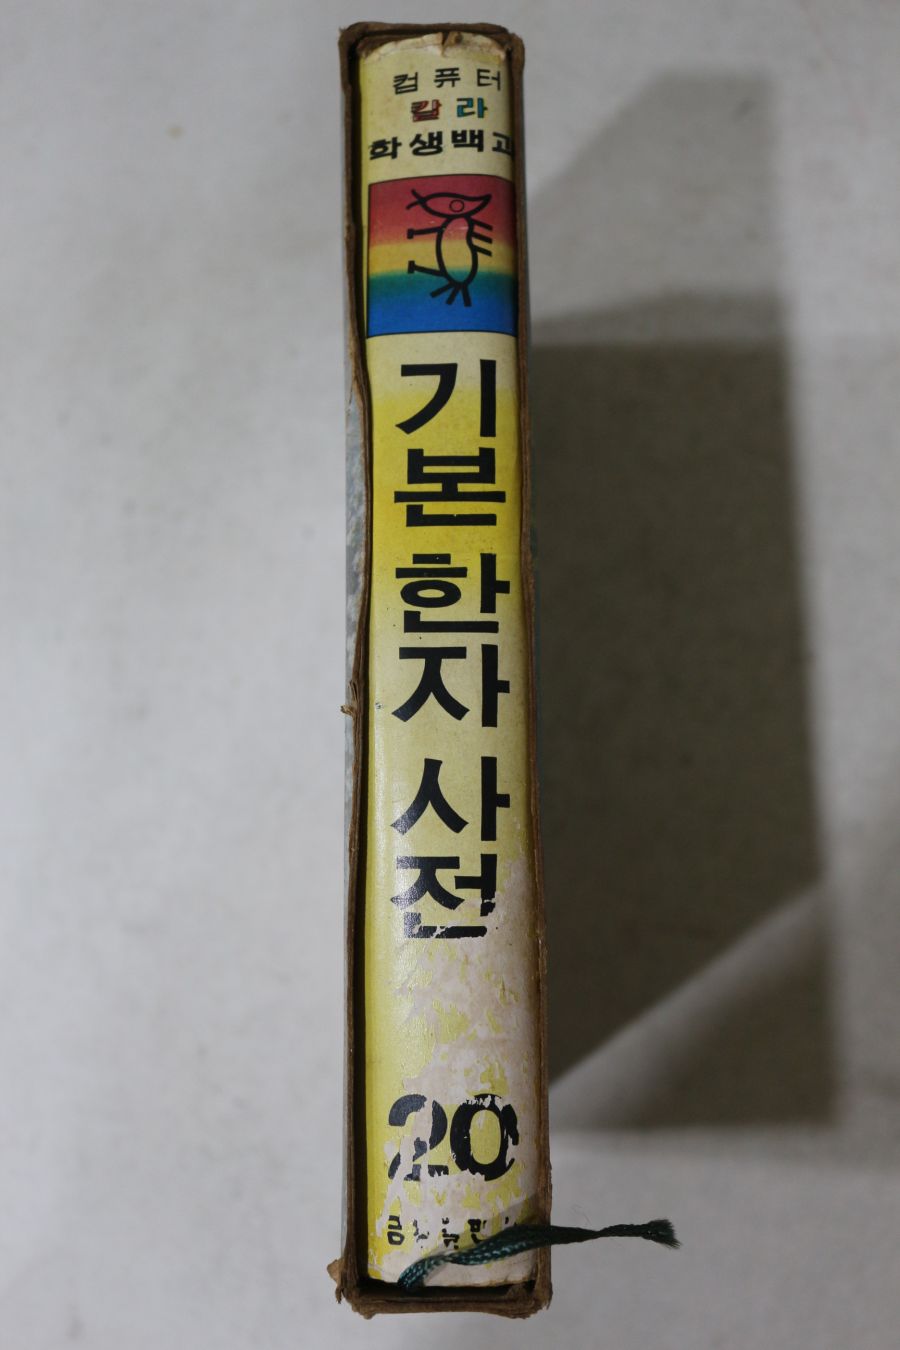 컴퓨터
칼라
학생백과
기본 한자 사전
20